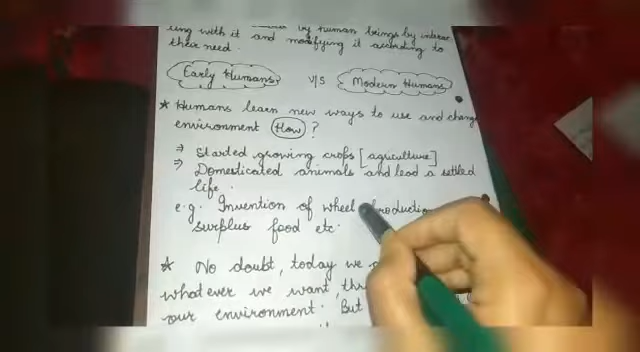 ing with it and modifying it according to
their need.
Early Humans V/S Modern Humans
* Humans learn new ways to use and change
environment (How)?
⇒ Started growing crops [agriculture]
⇒ Domesticated animals and lead a settled
life.
e.g. Invention of wheel
surplus food etc.
* No doubt, today we
whatever we want,
our environment. But